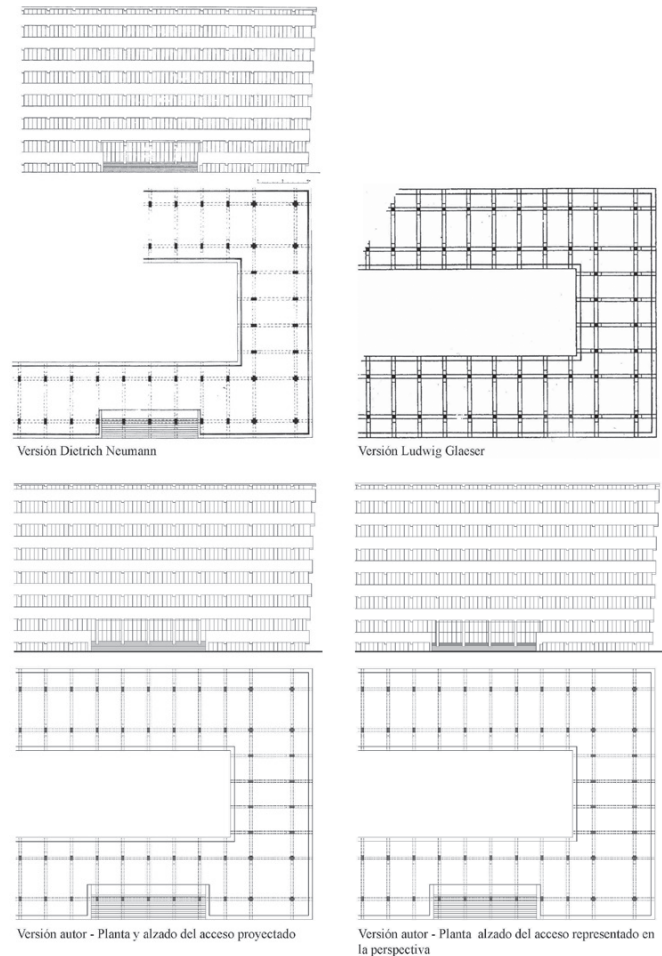 Versión Dietrich Neumann
Versión Ludwig Glaeser
Versión autor - Planta y alzado del acceso proyectado
Versión autor - Planta  alzado del acceso representado en
la perspectiva